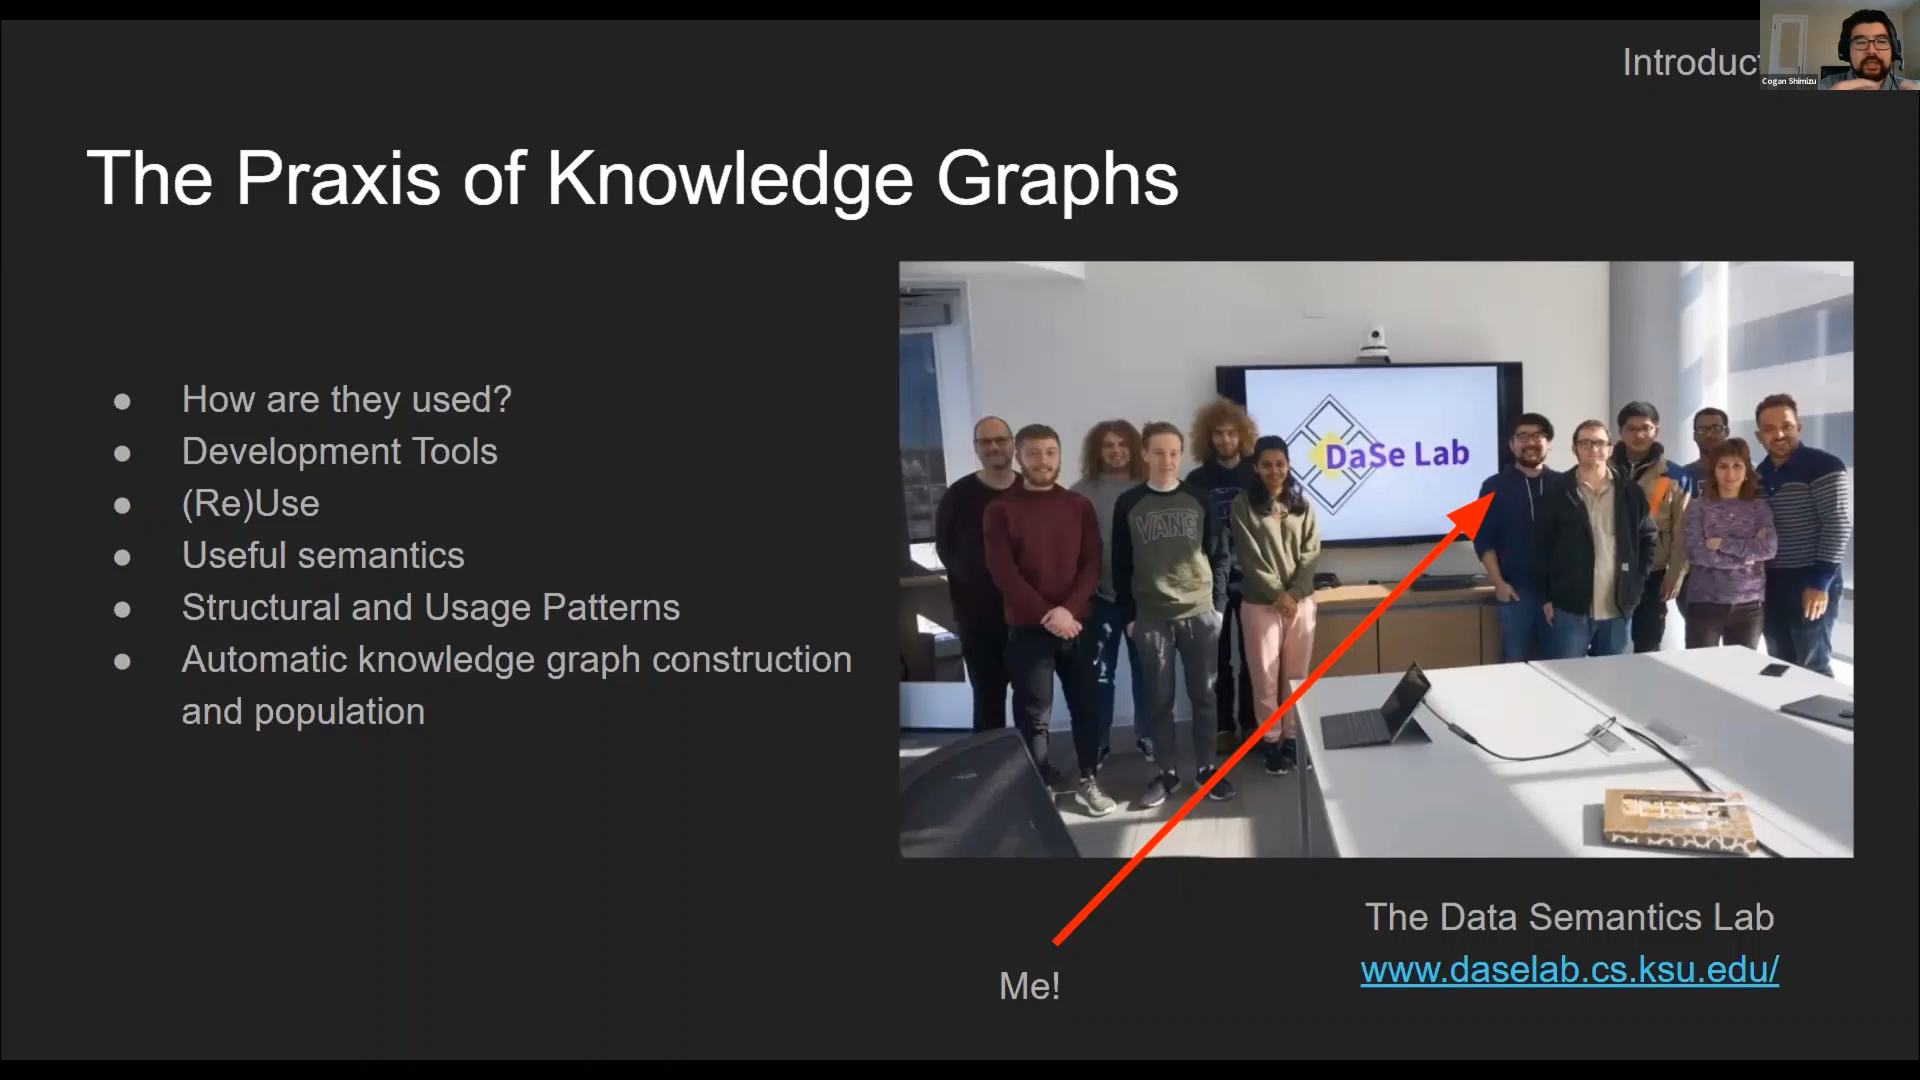 Introduct
Cogan Shimizu
The Praxis of Knowledge Graphs
● How are they used?
● Development Tools
● (Re)Use
● Useful semantics
● Structural and Usage Patterns
● Automatic knowledge graph construction
and population
DaSe Lab
VANS
The Data Semantics Lab
www.daselab.cs.ksu.edu/
Me!